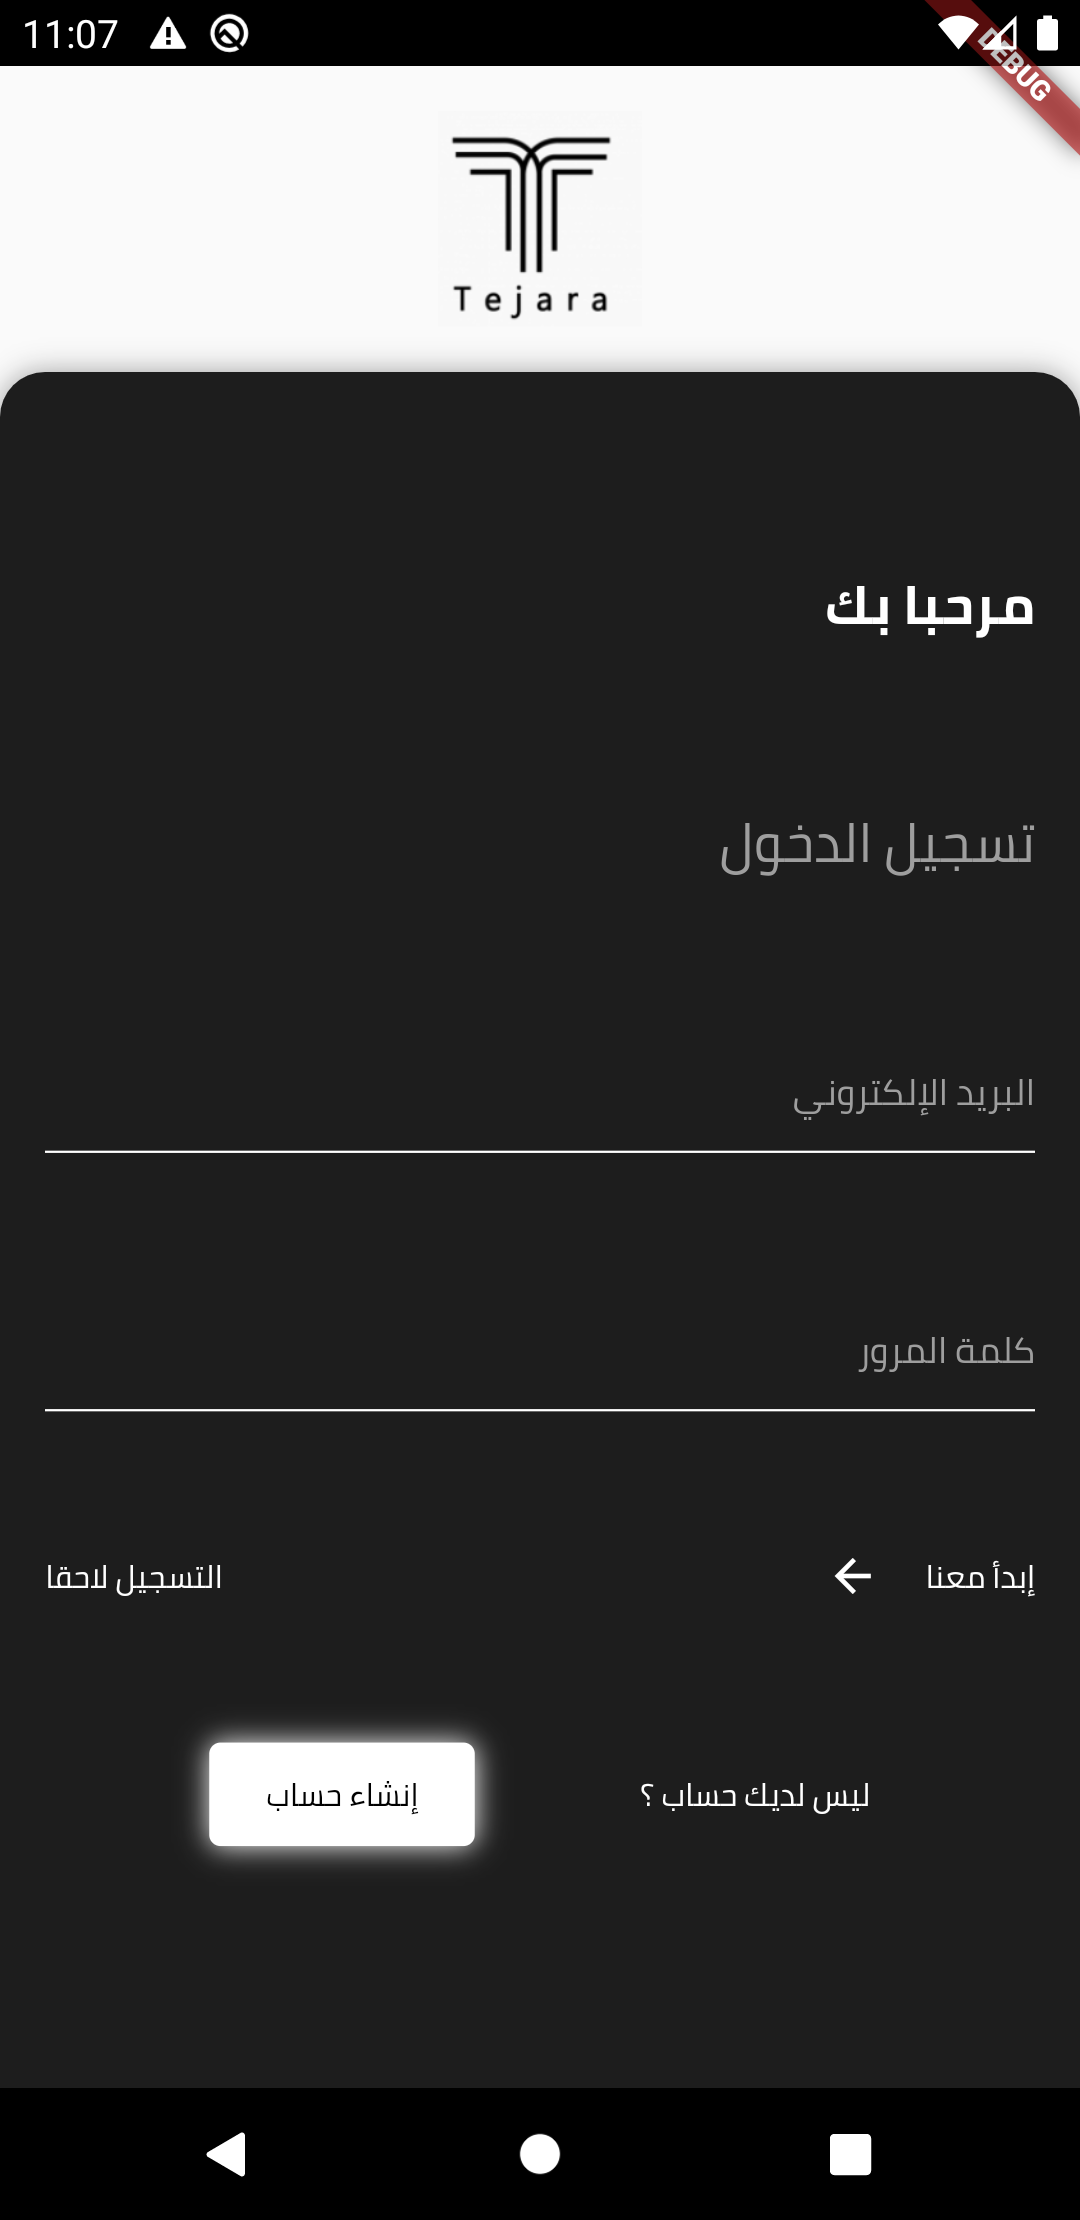 11:07
DEBUG
Tejara
مرحبا بك
تسجيل الدخول
البريد الإلكتروني
كلمة المرور
إبدأ معنا
التسجيل لاحقا
ليس لديك حساب ؟
إنشاء حساب